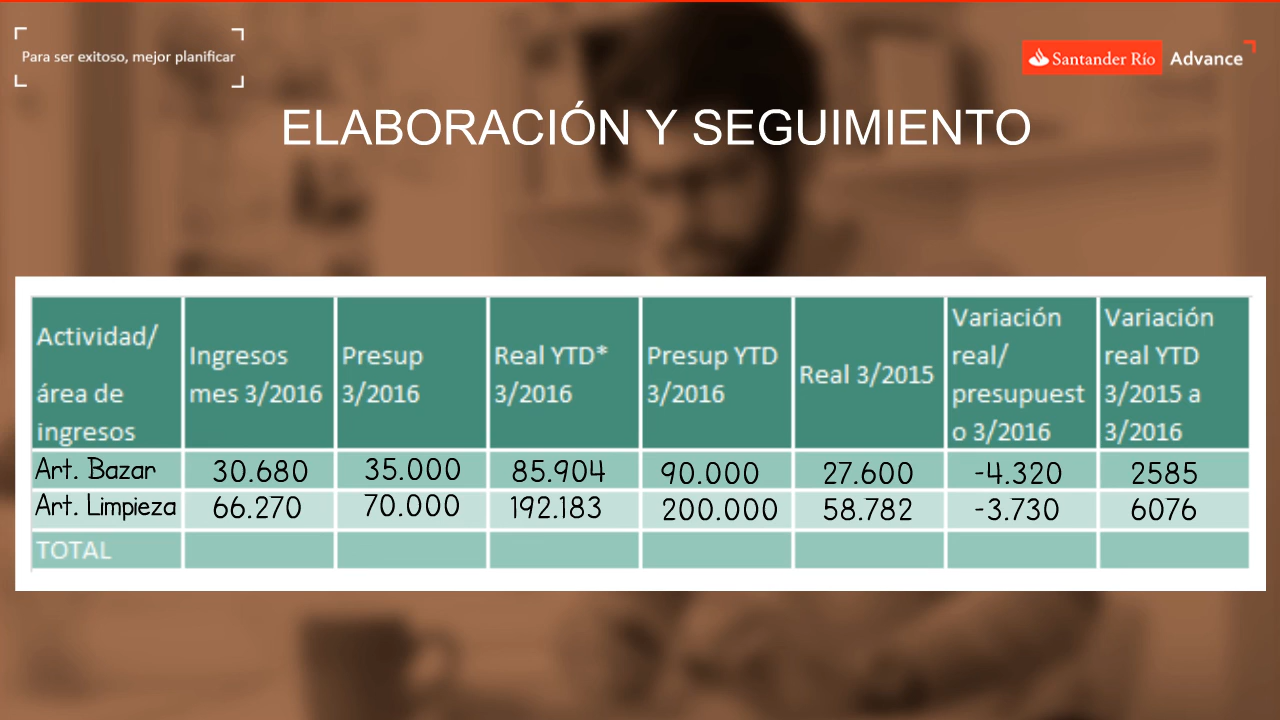 Para ser exitoso, mejor planificar
Santander Río Advance
ELABORACIÓN Y SEGUIMIENTO
Actividad/
área de
ingresos
Ingresos
mes 3/2016
Presup
3/2016
Real YTD*
3/2016
Presup YTD
3/2016
Real 3/2015
Variación
real/
presupuest
o 3/2016
Variación
real YTD
3/2015 a
3/2016
Art. Bazar 30.680 35.000 85.904 90.000 27.600 -4.320 2585
Art. Limpieza 66.270 70.000 192.183 200.000 58.782 -3.730 6076
TOTAL